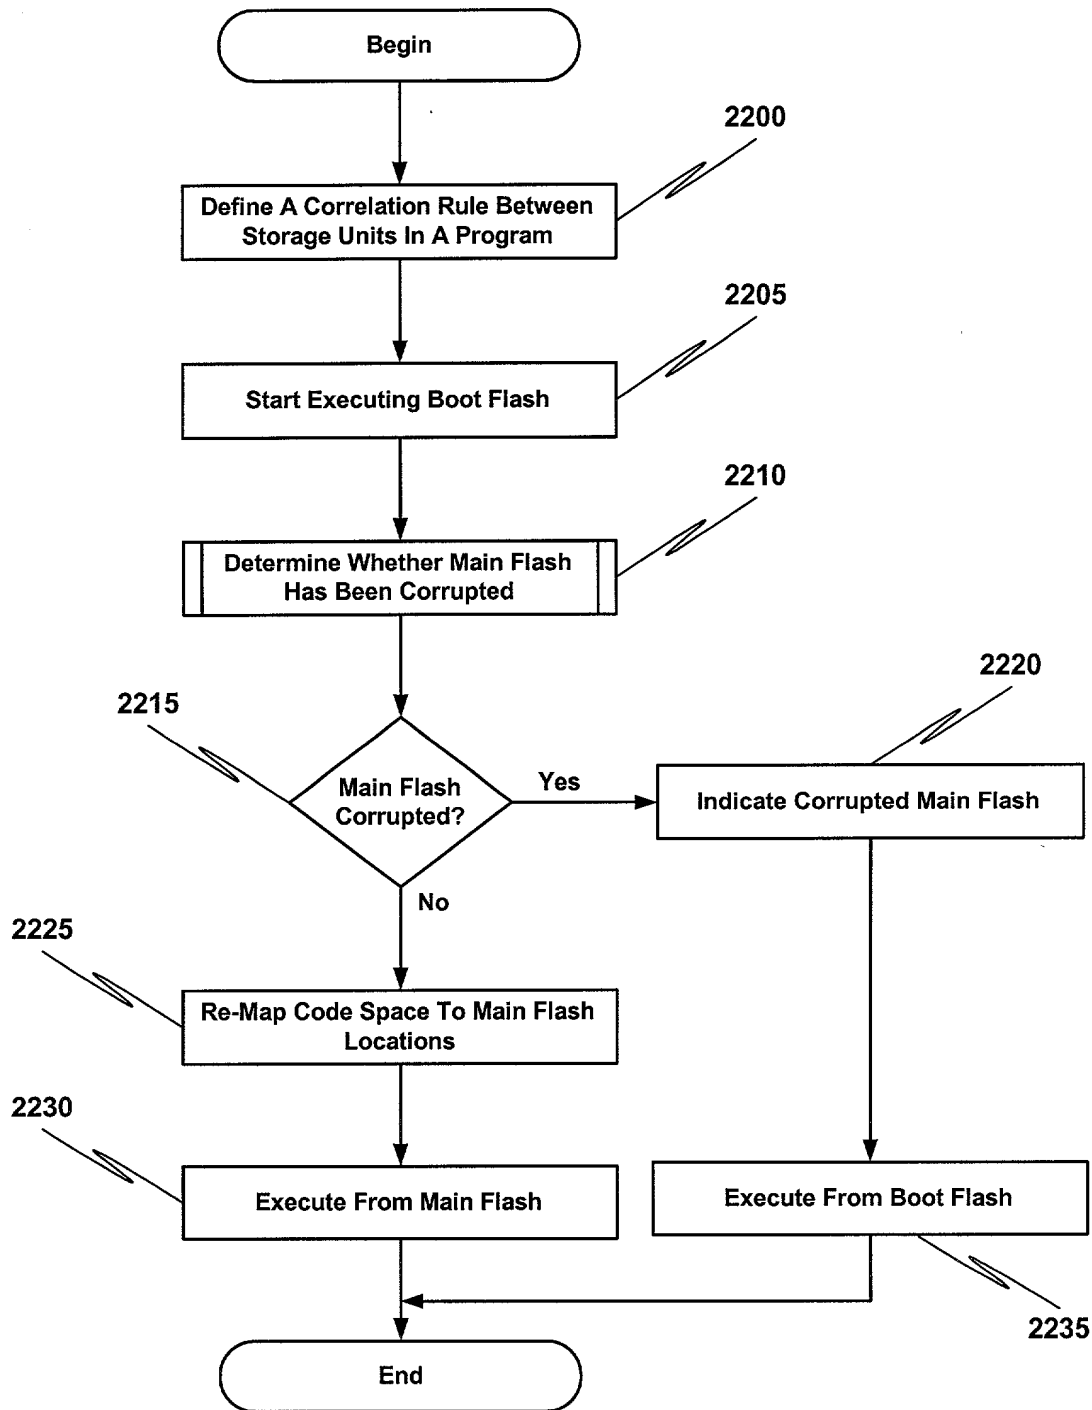 Begin
2200
Define A Correlation Rule Between
Storage Units In A Program
2205
Start Executing Boot Flash
2210
Determine Whether Main Flash
Has Been Corrupted
2215
Main Flash
Corrupted?
Yes
2220
Indicate Corrupted Main Flash
No
2225
Re-Map Code Space To Main Flash
Locations
2230
Execute From Main Flash
Execute From Boot Flash
2235
End